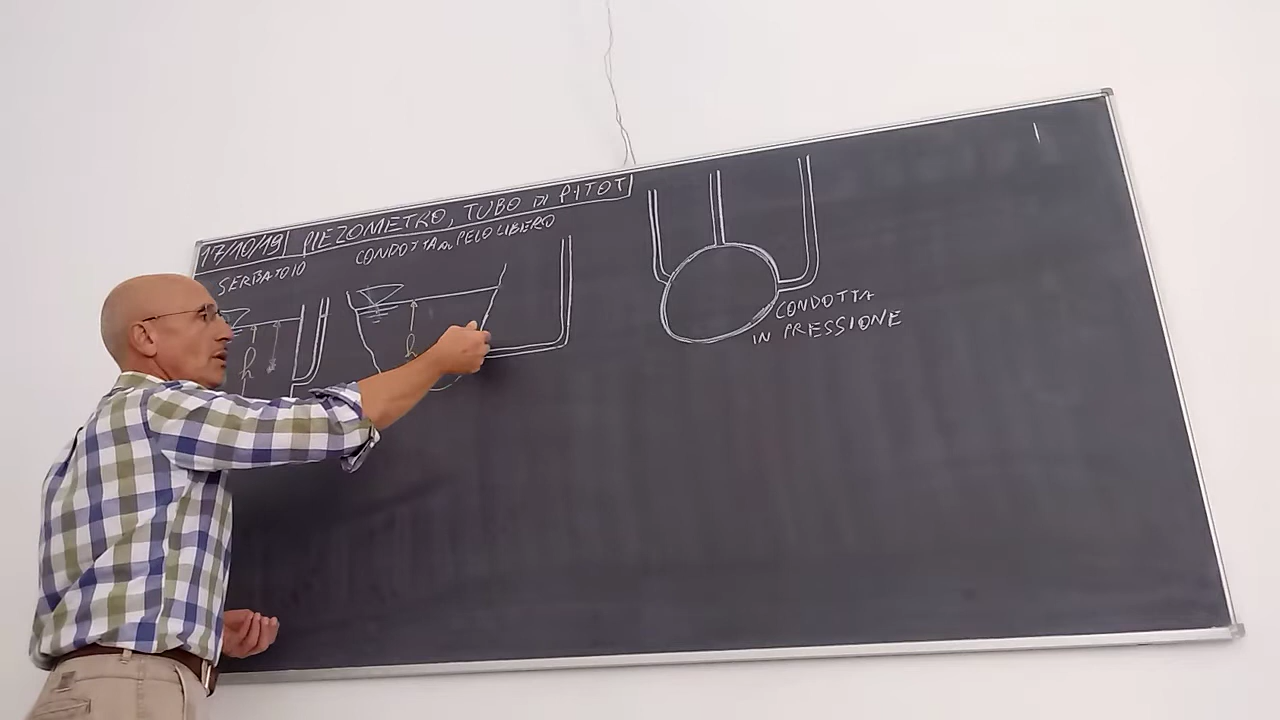 17/10/19 PIEZOMETRO, TUBO DI PITOT
SERBATOIO
CONDOTTA A PELO LIBERO
h
h
CONDOTTA
IN PRESSIONE